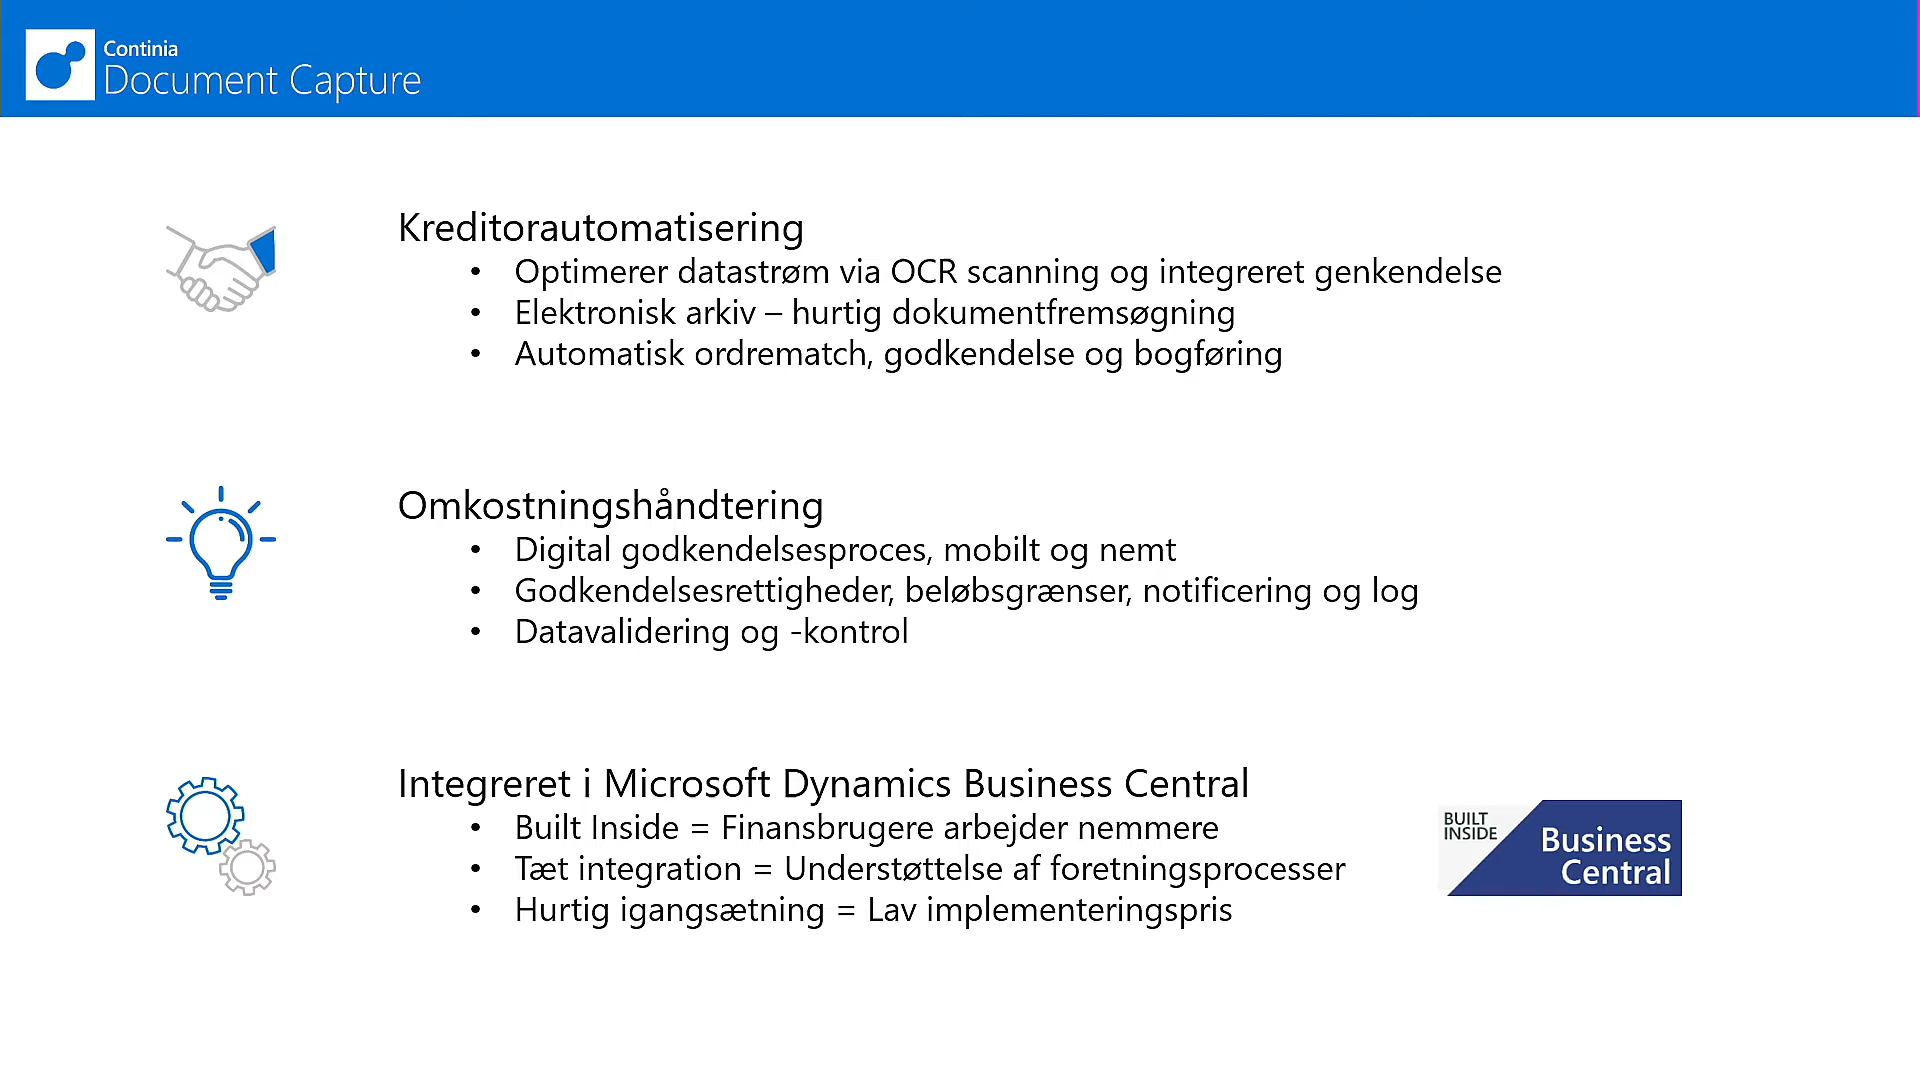 Continia
Document Capture
Kreditorautomatisering
• Optimerer datastrøm via OCR scanning og integreret genkendelse
• Elektronisk arkiv – hurtig dokumentfremsøgning
• Automatisk ordrematch, godkendelse og bogføring
Omkostningshåndtering
• Digital godkendelsesproces, mobilt og nemt
• Godkendelsesrettigheder, beløbsgrænser, notificering og log
• Datavalidering og -kontrol
Integreret i Microsoft Dynamics Business Central
• Built Inside = Finansbrugere arbejder nemmere
• Tæt integration = Understøttelse af foretningsprocesser
• Hurtig igangsætning = Lav implementeringspris
BUILT
INSIDE
Business
Central